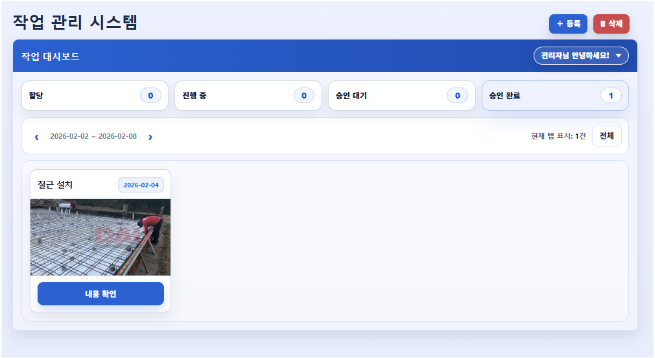 작업 관리 시스템
+ 등록
삭제
작업 대시보드
관리자님 안녕하세요!
할당 0
진행 중 0
승인 대기 0
승인 완료 1
‹ 2026-02-02 ~ 2026-02-08 ›
현재 탭 표시: 1건
전체
철근 설치
2026-02-04
내용 확인